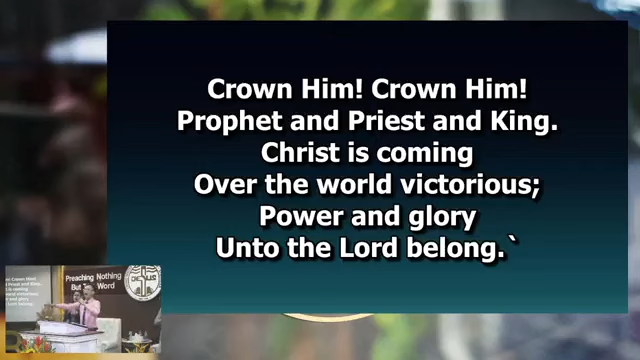 Crown Him! Crown Him!
Prophet and Priest and King.
Christ is coming
Over the world victorious;
Power and glory
Unto the Lord belong.`
Preaching Nothing
Word